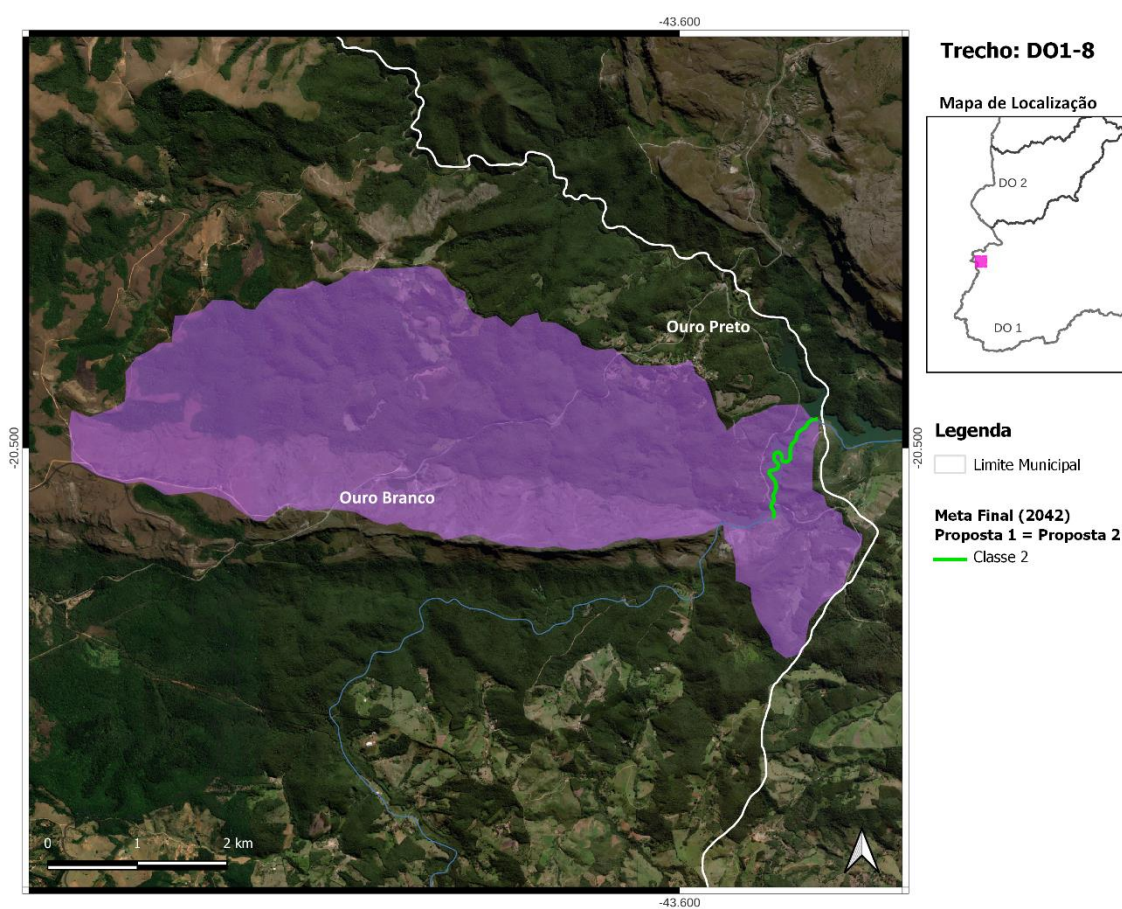 -43.600
Trecho: DO1-8
Mapa de Localização
DO 2
DO 1
Ouro Preto
-20.500
-20.500
Ouro Branco
Legenda
Limite Municipal
Meta Final (2042)
Proposta 1 = Proposta 2
Classe 2
0 1 2 km
-43.600